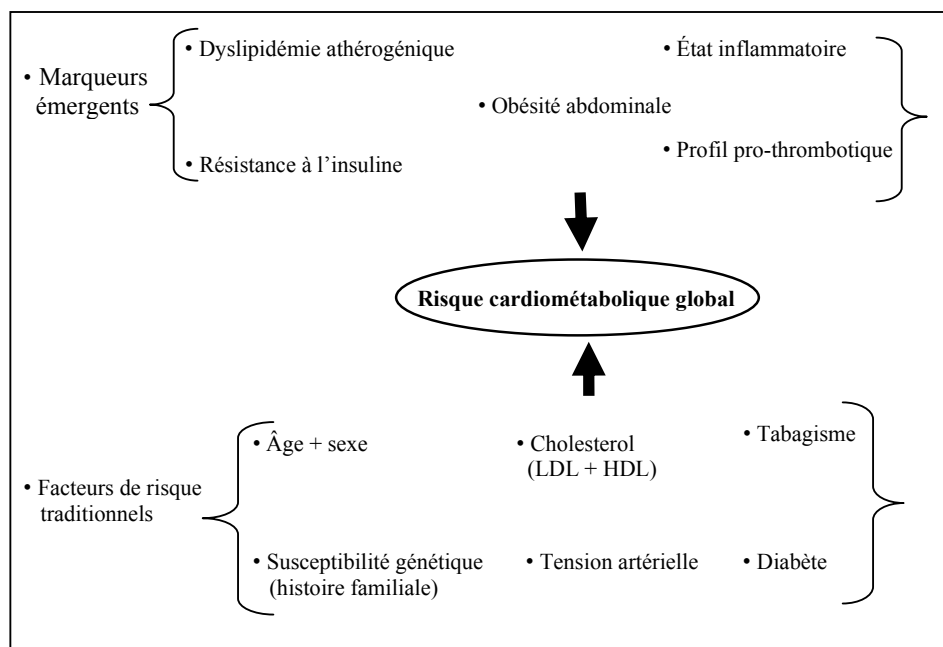 • Dyslipidémie athérogénique
• État inflammatoire
• Marqueurs
émergents
• Obésité abdominale
• Résistance à l’insuline
• Profil pro-thrombotique
Risque cardiométabolique global
• Âge + sexe
• Cholesterol
(LDL + HDL)
• Tabagisme
• Facteurs de risque
traditionnels
• Susceptibilité génétique
(histoire familiale)
• Tension artérielle
• Diabète